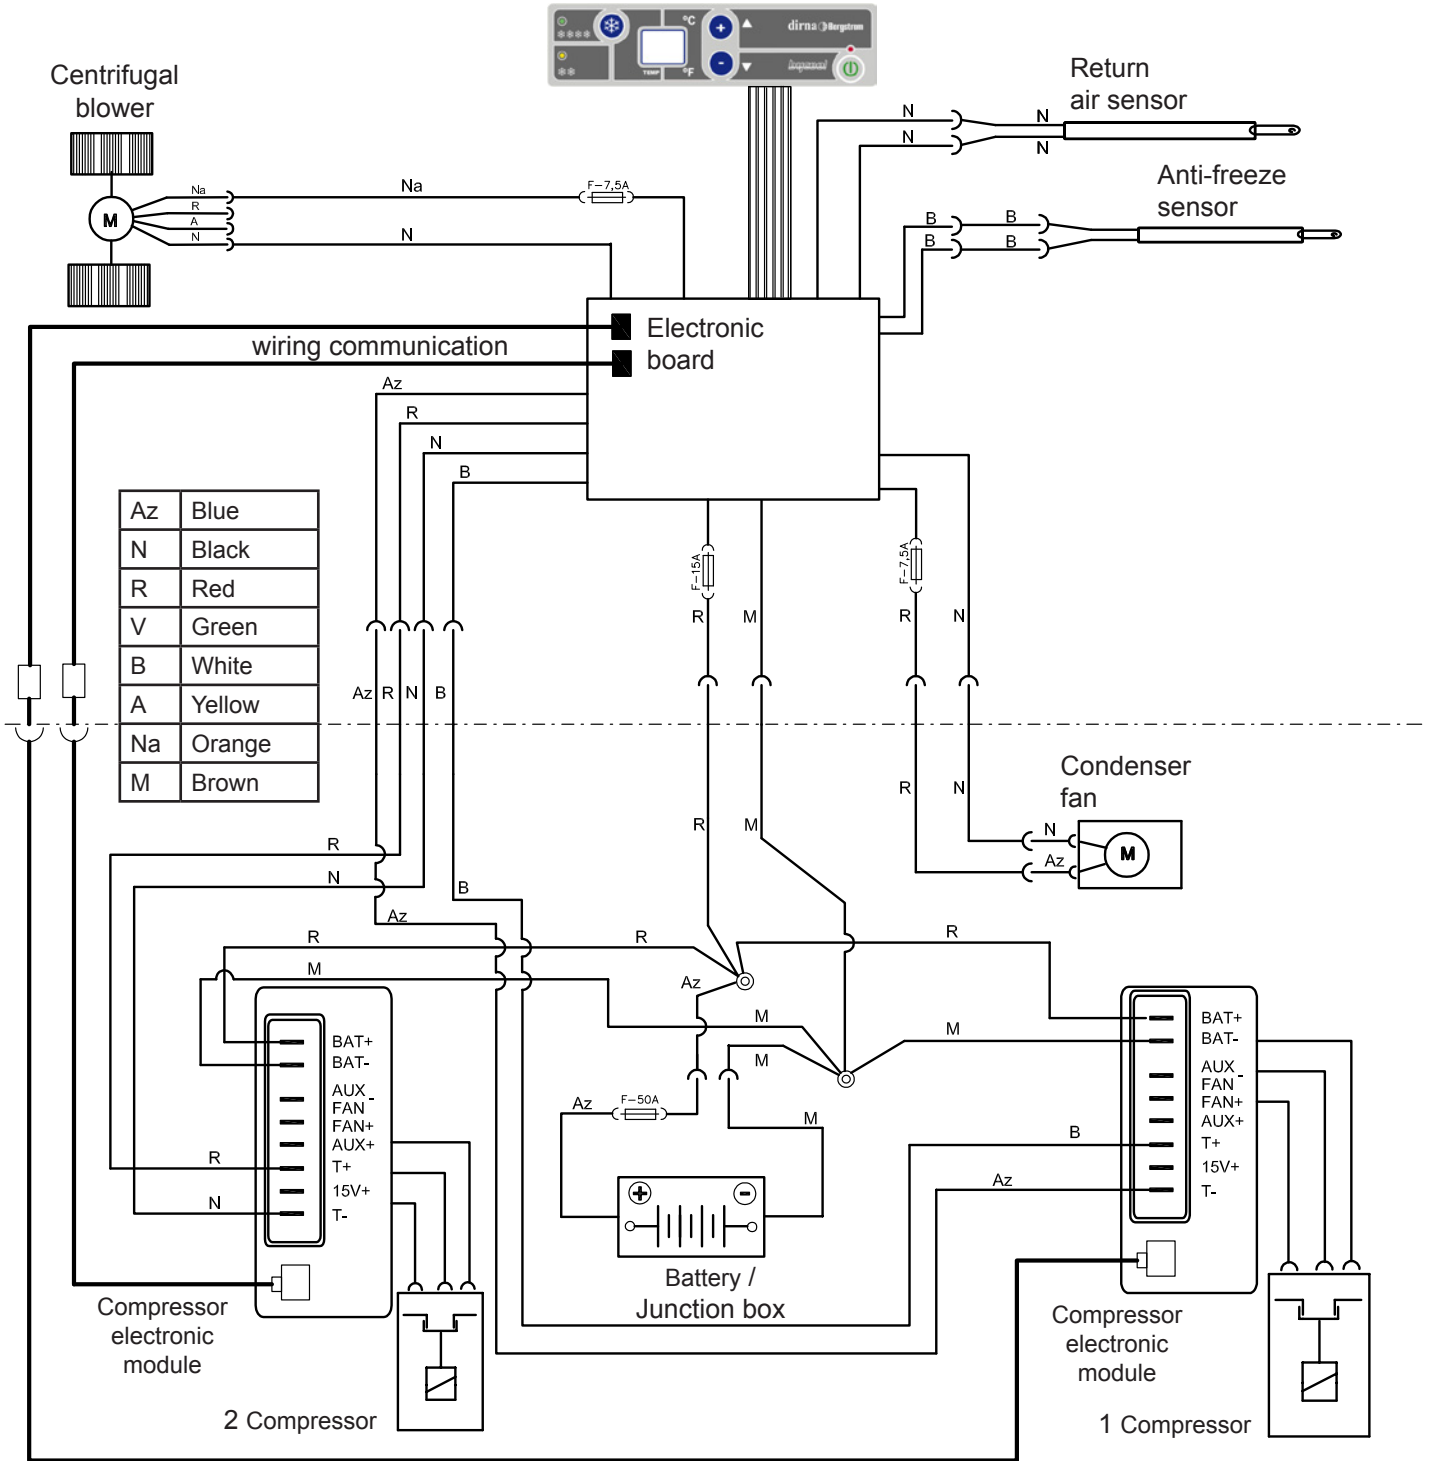 °C
°F
TEMP
+
-
dirna Bergstrom
Centrifugal
blower
M
Na
R
A
N
Na
N
F-7,5A
Return
air sensor
N
N
N
N
Anti-freeze
sensor
B
B
B
B
wiring communication
Electronic
board
Az
R
N
B
Az Blue
N Black
R Red
V Green
B White
A Yellow
Na Orange
M Brown
Az
R
N
B
F-15A
F-7,5A
R
M
R
N
R
M
R
N
Condenser
fan
N
Az
M
R
N
B
Az
R
R
R
M
Az
M
M
M
BAT+
BAT-
AUX
FAN -
FAN+
AUX+
T+
15V+
T-
R
N
Az
F-50A
M
+
-
Battery /
Junction box
B
Az
BAT+
BAT-
AUX
FAN -
FAN+
AUX+
T+
15V+
T-
Compressor
electronic
module
2 Compressor
Compressor
electronic
module
1 Compressor